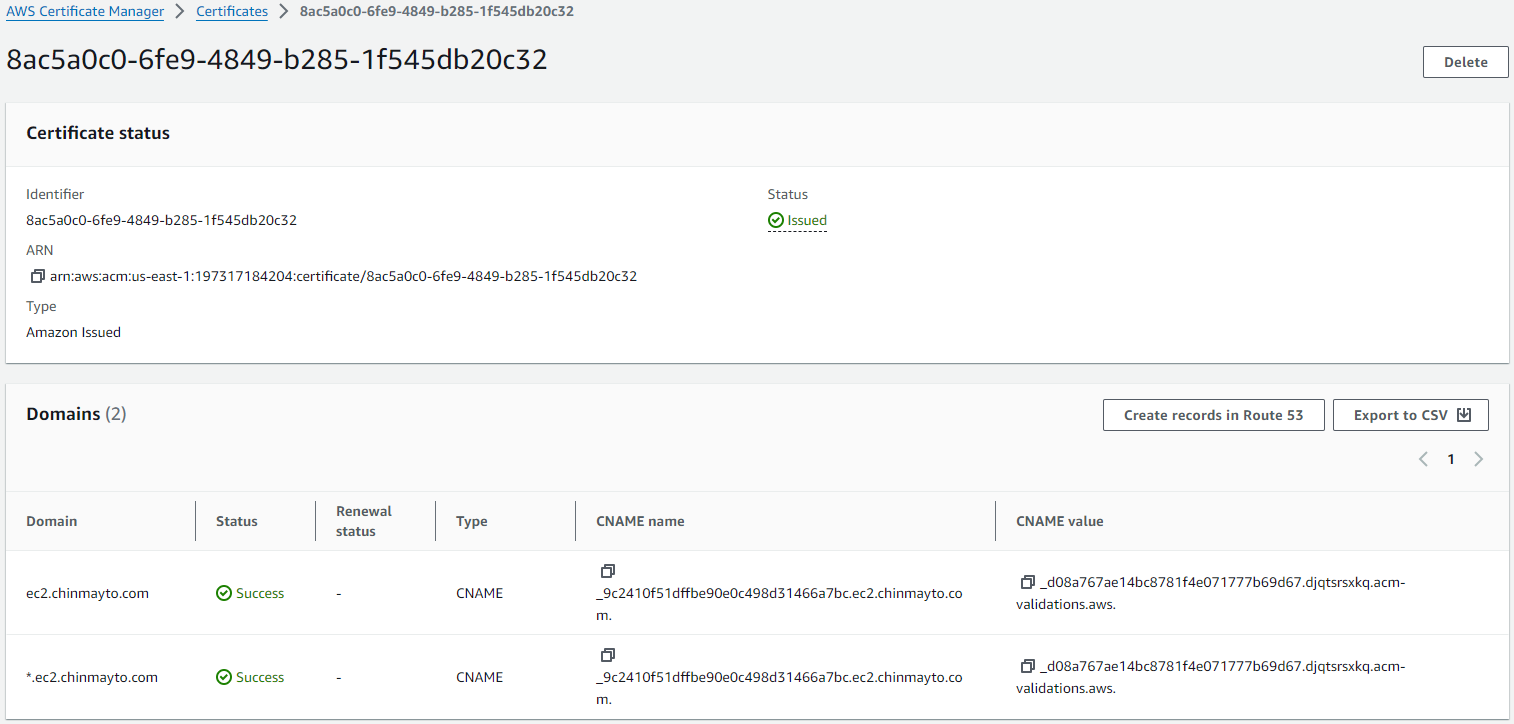 AWS Certificate Manager > Certificates > 8ac5a0c0-6fe9-4849-b285-1f545db20c32
8ac5a0c0-6fe9-4849-b285-1f545db20c32
Delete
Certificate status
Identifier
8ac5a0c0-6fe9-4849-b285-1f545db20c32
Status
Issued
ARN
arn:aws:acm:us-east-1:197317184204:certificate/8ac5a0c0-6fe9-4849-b285-1f545db20c32
Type
Amazon Issued
Domains (2)
Create records in Route 53
Export to CSV
< 1 >
Domain
Status
Renewal
status
Type
CNAME name
CNAME value
ec2.chinmayto.com
Success
-
CNAME
_9c2410f51dffbe90e0c498d31466a7bc.ec2.chinmayto.co
m.
_d08a767ae14bc8781f4e071777b69d67.djqtsrsxkq.acm-
validations.aws.
*.ec2.chinmayto.com
Success
-
CNAME
_9c2410f51dffbe90e0c498d31466a7bc.ec2.chinmayto.co
m.
_d08a767ae14bc8781f4e071777b69d67.djqtsrsxkq.acm-
validations.aws.